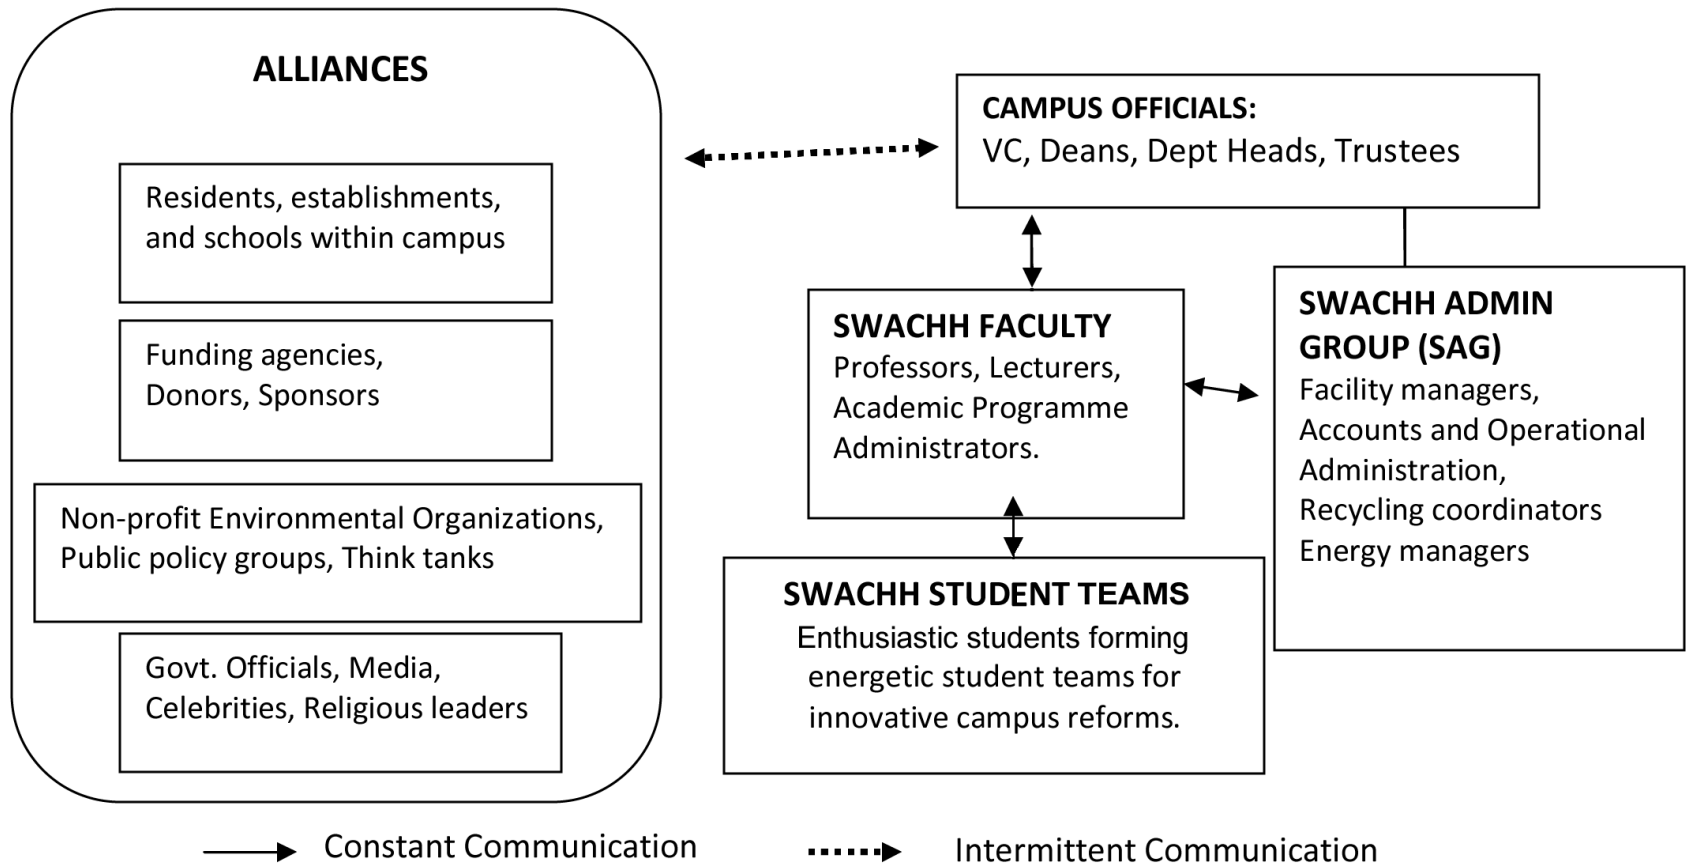 ALLIANCES
Residents, establishments,
and schools within campus
Funding agencies,
Donors, Sponsors
Non-profit Environmental Organizations,
Public policy groups, Think tanks
Govt. Officials, Media,
Celebrities, Religious leaders
CAMPUS OFFICIALS:
VC, Deans, Dept Heads, Trustees
SWACHH FACULTY
Professors, Lecturers,
Academic Programme
Administrators.
SWACHH ADMIN
GROUP (SAG)
Facility managers,
Accounts and Operational
Administration,
Recycling coordinators
Energy managers
SWACHH STUDENT TEAMS
Enthusiastic students forming
energetic student teams for
innovative campus reforms.
Constant Communication
Intermittent Communication